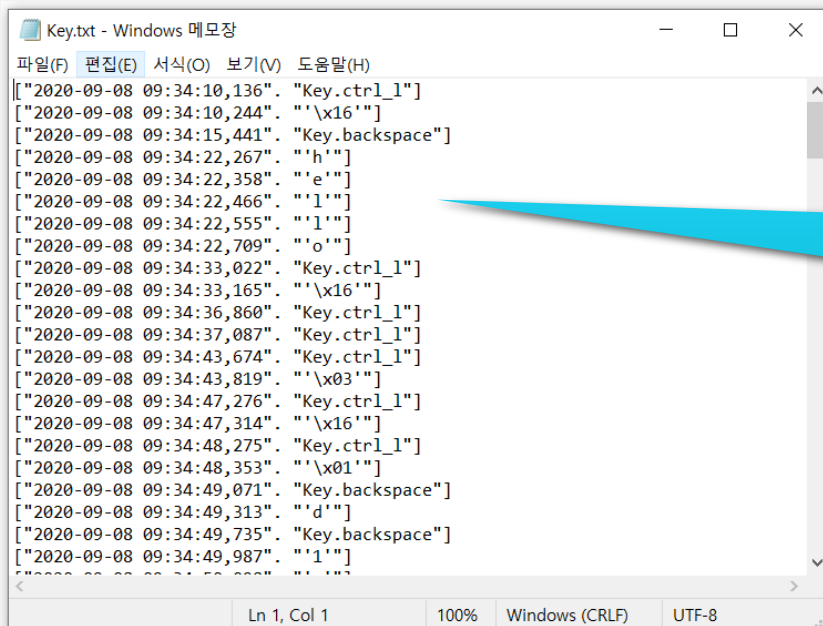 Key.txt - Windows 메모장
파일(F) 편집(E) 서식(O) 보기(V) 도움말(H)
["2020-09-08 09:34:10,136". "Key.ctrl_l"]
["2020-09-08 09:34:10,244". "'\x16'"]
["2020-09-08 09:34:15,441". "Key.backspace"]
["2020-09-08 09:34:22,267". "'h'"]
["2020-09-08 09:34:22,358". "'e'"]
["2020-09-08 09:34:22,466". "'l'"]
["2020-09-08 09:34:22,555". "'l'"]
["2020-09-08 09:34:22,709". "'o'"]
["2020-09-08 09:34:33,022". "Key.ctrl_l"]
["2020-09-08 09:34:33,165". "'\x16'"]
["2020-09-08 09:34:36,860". "Key.ctrl_l"]
["2020-09-08 09:34:37,087". "Key.ctrl_l"]
["2020-09-08 09:34:43,674". "Key.ctrl_l"]
["2020-09-08 09:34:43,819". "'\x03'"]
["2020-09-08 09:34:47,276". "Key.ctrl_l"]
["2020-09-08 09:34:47,314". "'\x16'"]
["2020-09-08 09:34:48,275". "Key.ctrl_l"]
["2020-09-08 09:34:48,353". "'\x01'"]
["2020-09-08 09:34:49,071". "Key.backspace"]
["2020-09-08 09:34:49,313". "'d'"]
["2020-09-08 09:34:49,735". "Key.backspace"]
["2020-09-08 09:34:49,987". "'1'"]
Ln 1, Col 1 100% Windows (CRLF) UTF-8